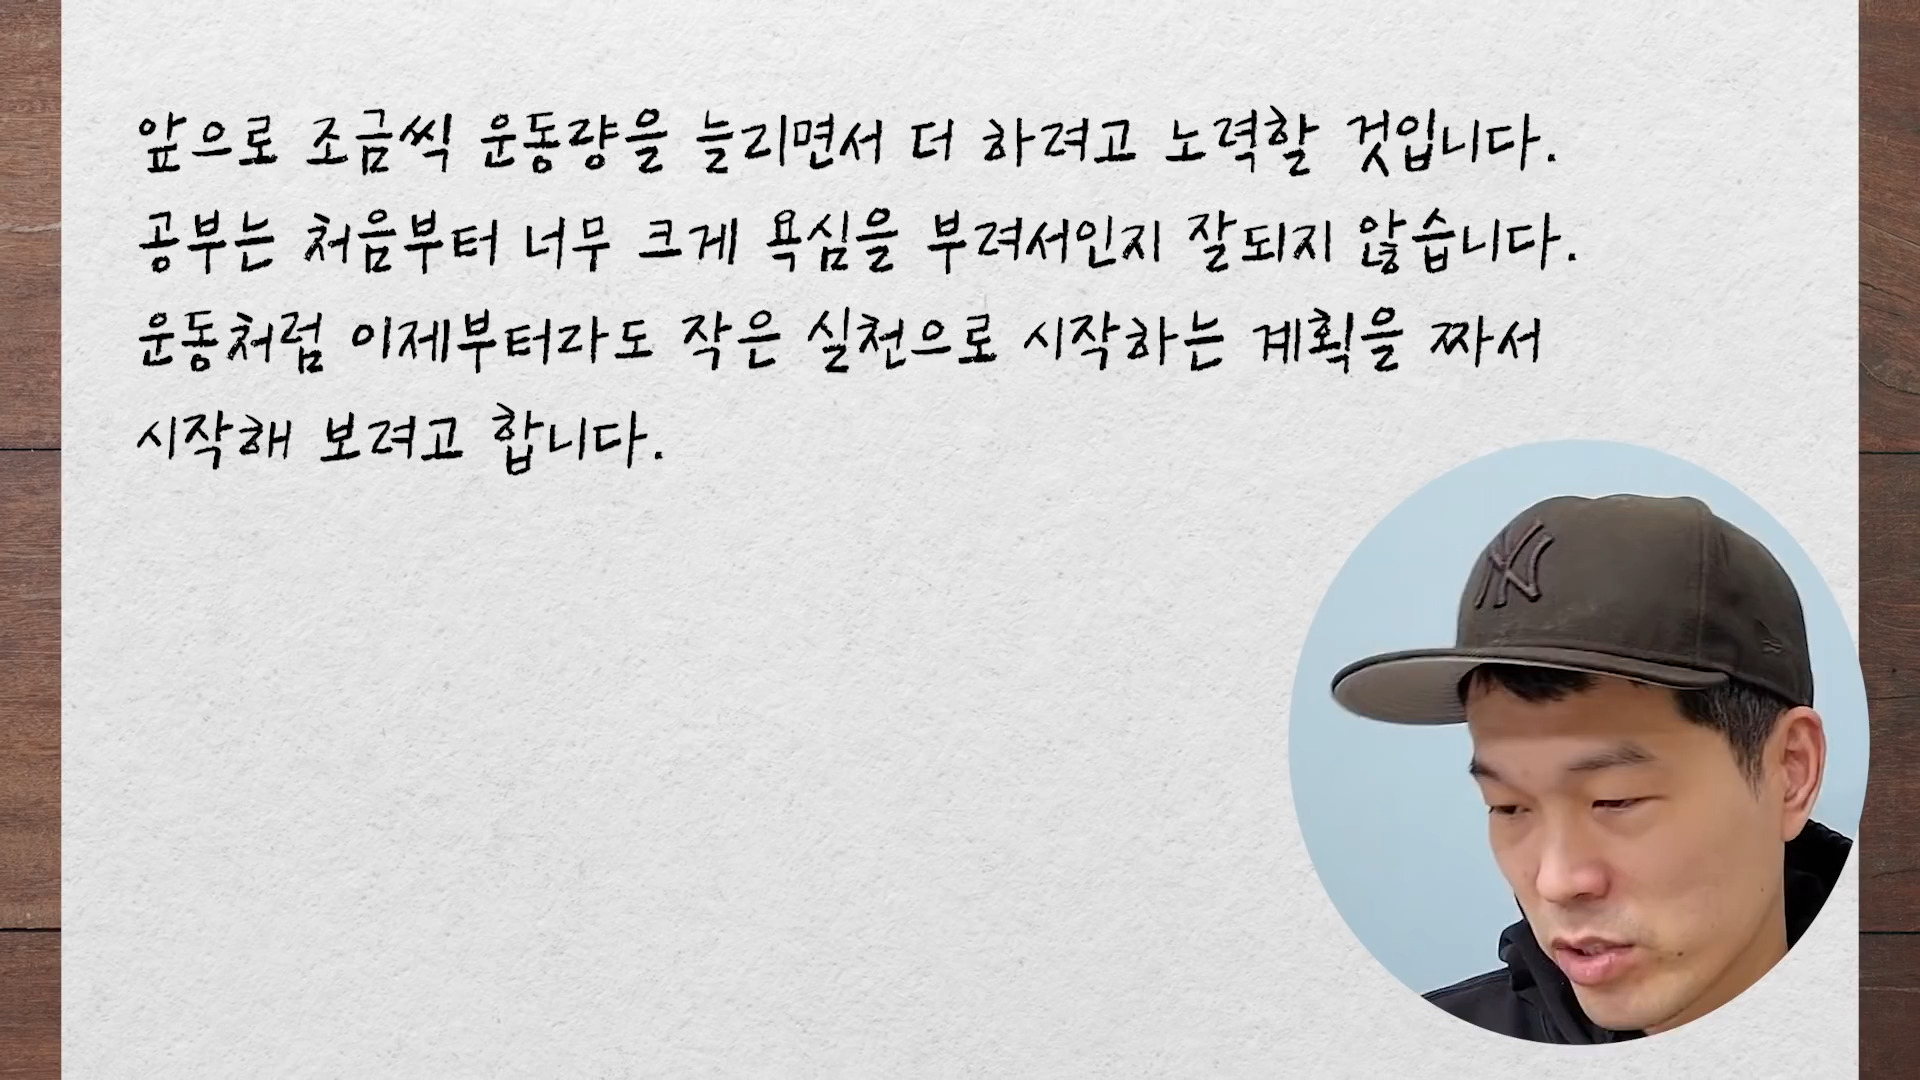 앞으로 조금씩 운동량을 늘리면서 더 하려고 노력할 것입니다.
공부는 처음부터 너무 크게 욕심을 부려서인지 잘되지 않습니다.
운동처럼 이제부터라도 작은 실천으로 시작하는 계획을 짜서
시작해 보려고 합니다.
NY